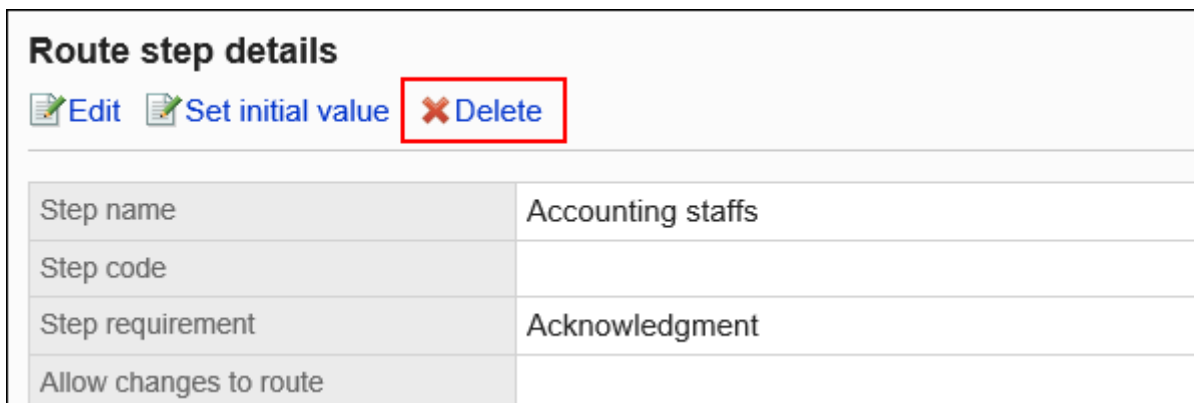 Route step details
Edit Set initial value Delete
Step name Accounting staffs
Step code
Step requirement Acknowledgment
Allow changes to route